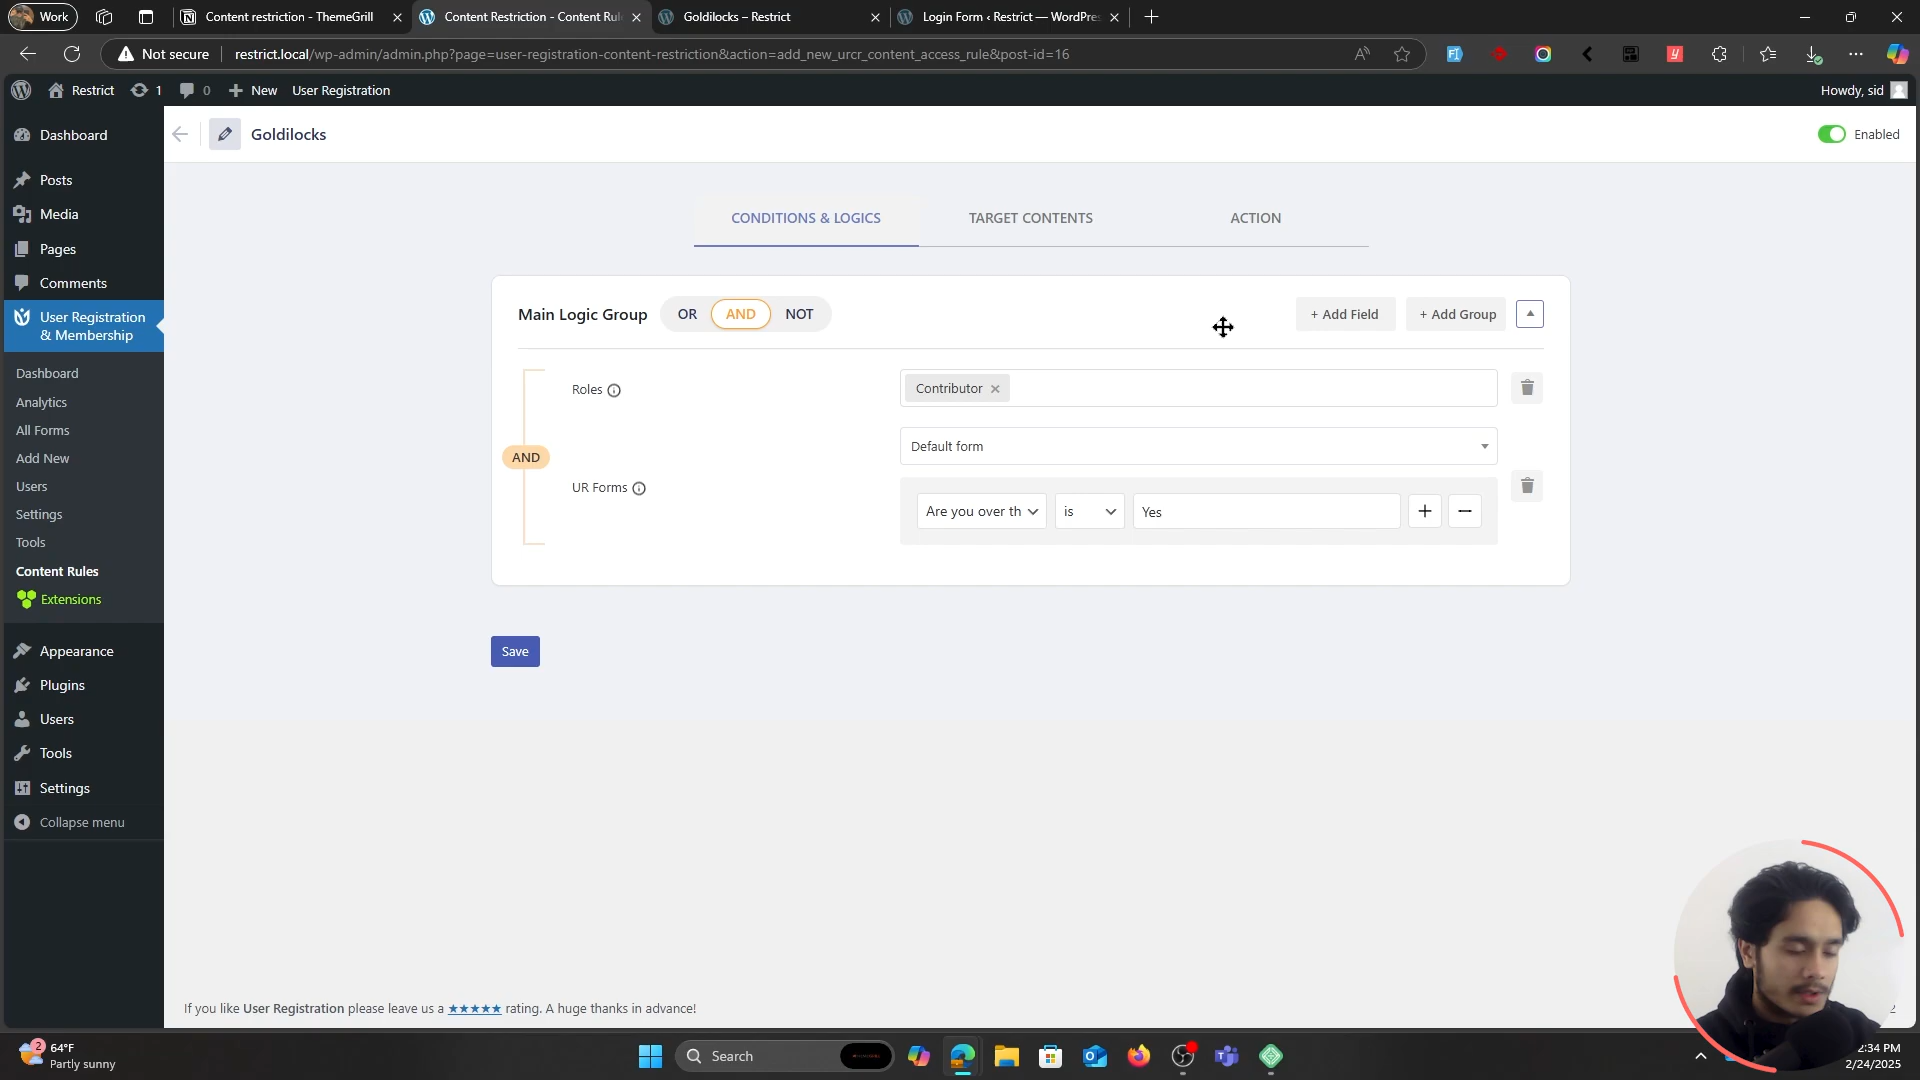 Work
Content restriction - ThemeGrill
Content Restriction - Content Rul
Goldilocks – Restrict
Login Form ‹ Restrict — WordPres
Not secure
restrict.local/wp-admin/admin.php?page=user-registration-content-restriction&action=add_new_urcr_content_access_rule&post-id=16
Restrict
1
0
New
User Registration
Howdy, sid
Dashboard
Posts
Media
Pages
Comments
User Registration
& Membership
Dashboard
Analytics
All Forms
Add New
Users
Settings
Tools
Content Rules
Extensions
Appearance
Plugins
Users
Tools
Settings
Collapse menu
Goldilocks
Enabled
CONDITIONS & LOGICS
TARGET CONTENTS
ACTION
Main Logic Group
OR
AND
NOT
+ Add Field
+ Add Group
Roles
Contributor
AND
Default form
UR Forms
Are you over th
is
Yes
Save
If you like User Registration please leave us a ★★★★★ rating. A huge thanks in advance!
2
64°F
Partly sunny
Search
2:34 PM
2/24/2025